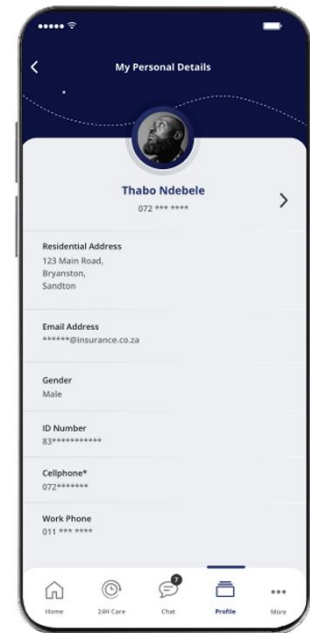 My Personal Details
Thabo Ndebele
072 *** ****
Residential Address
123 Main Road,
Bryanston,
Sandton
Email Address
******@insurance.co.za
Gender
Male
ID Number
83***********
Cellphone*
072*******
Work Phone
011 *** ****
7
Home
24H Care
Chat
Profile
More